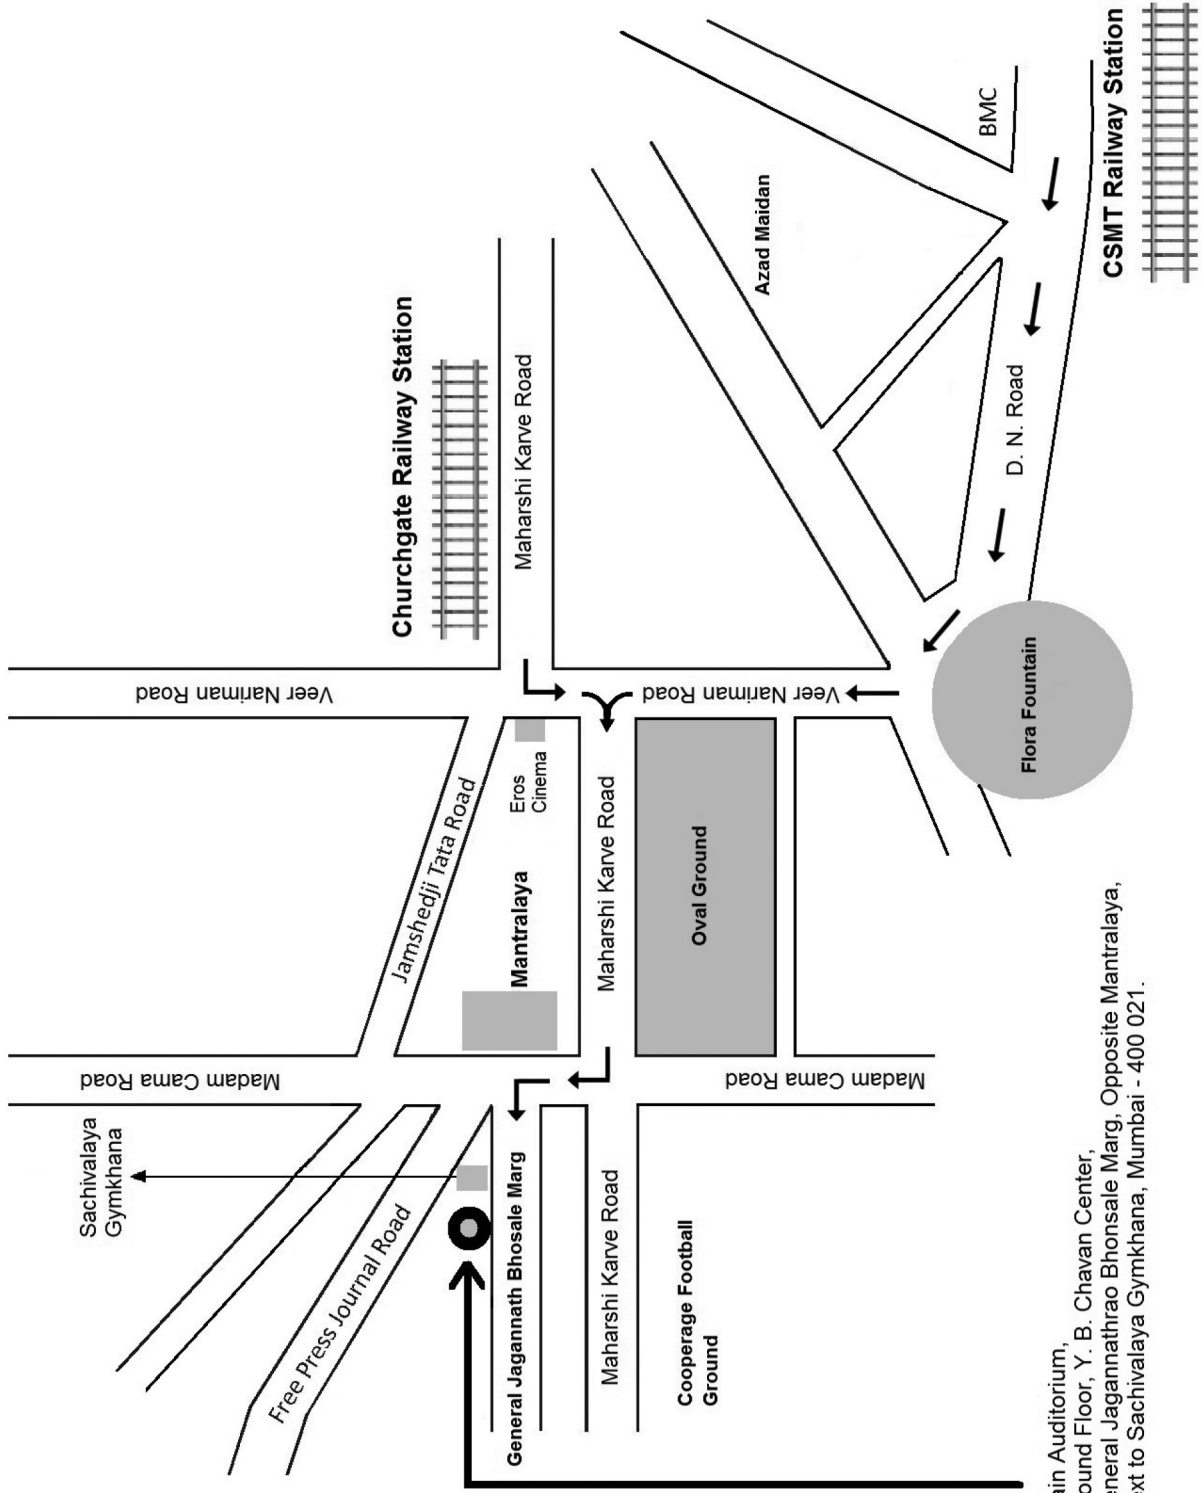 Sachivalaya
Gymkhana
Madam Cama Road
Veer Nariman Road
Free Press Journal Road
Churchgate Railway Station
Jamshedji Tata Road
General Jagannath Bhosale Marg
Mantralaya
Eros
Cinema
Maharshi Karve Road
Maharshi Karve Road
Maharshi Karve Road
Cooperage Football
Ground
Oval Ground
Madam Cama Road
Veer Nariman Road
Azad Maidan
BMC
D. N. Road
Flora Fountain
CSMT Railway Station
ain Auditorium,
ound Floor, Y. B. Chavan Center,
eneral Jagannathrao Bhonsale Marg, Opposite Mantralaya,
ext to Sachivalaya Gymkhana, Mumbai - 400 021.